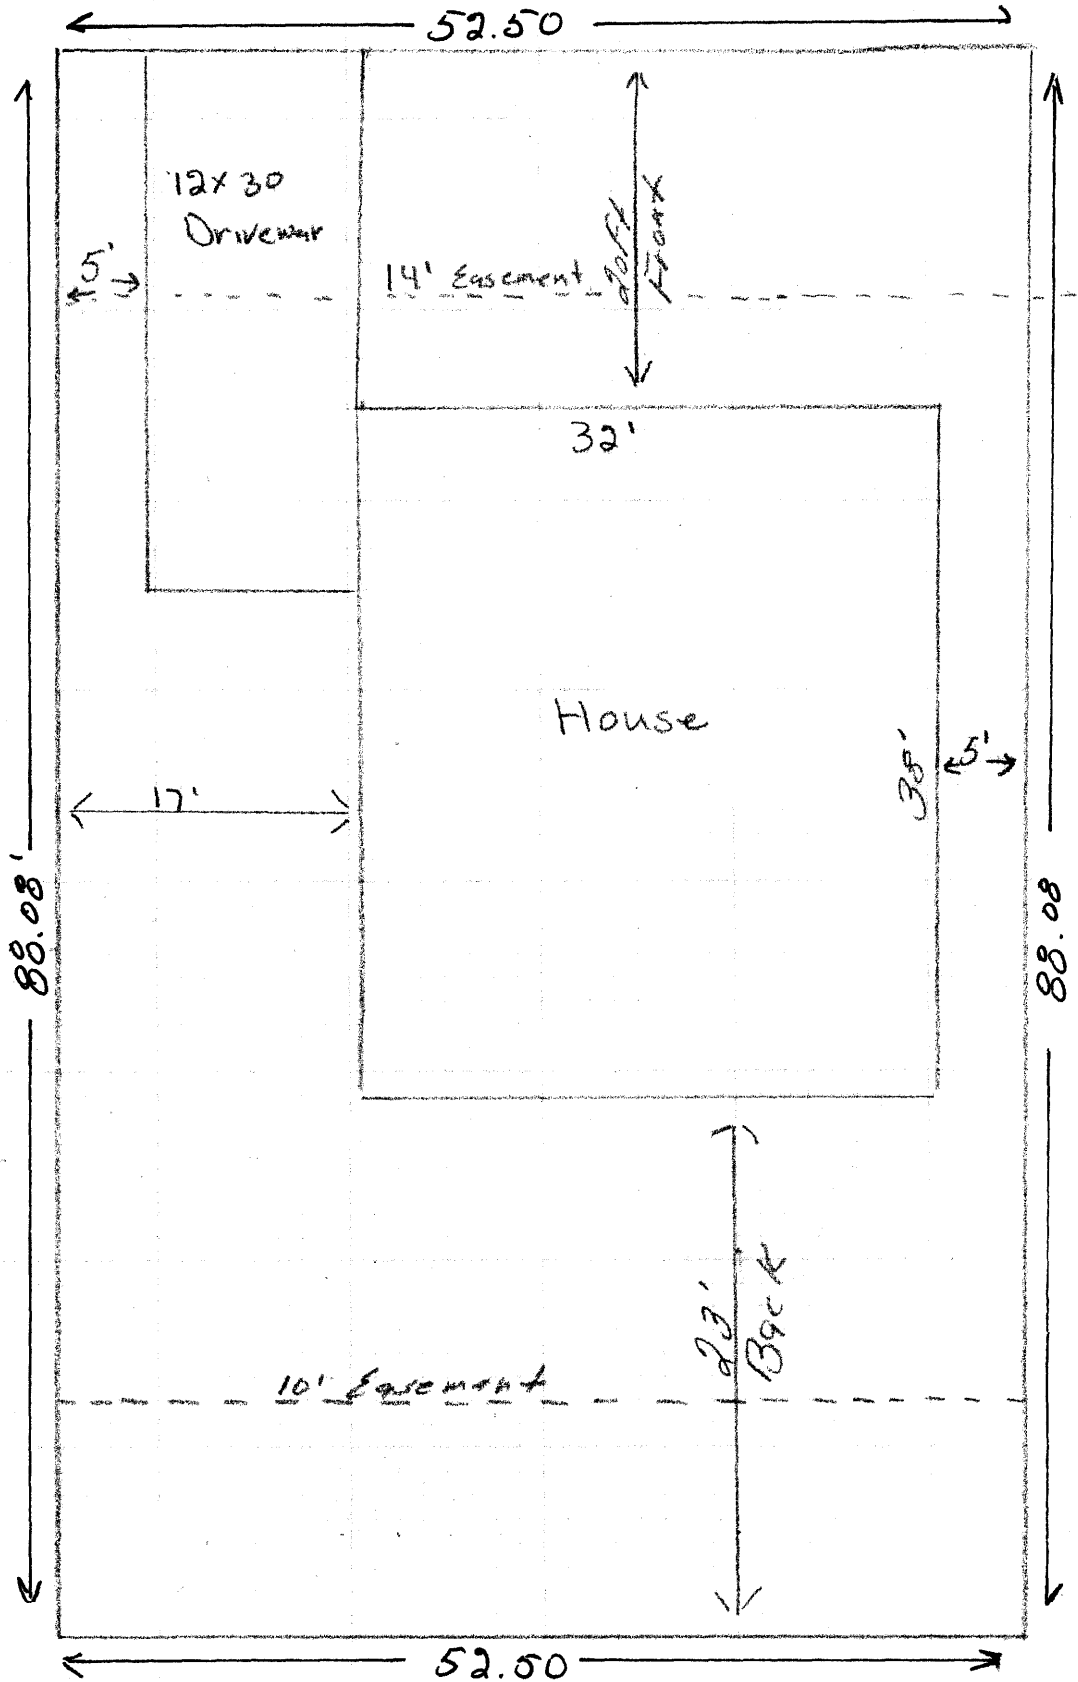 52.50
12x30
Driveway
5'
14' Easement
20Ft
Front
32'
House
38'
5'
17'
88.08'
88.08
23'
Back
10' Easement
52.50